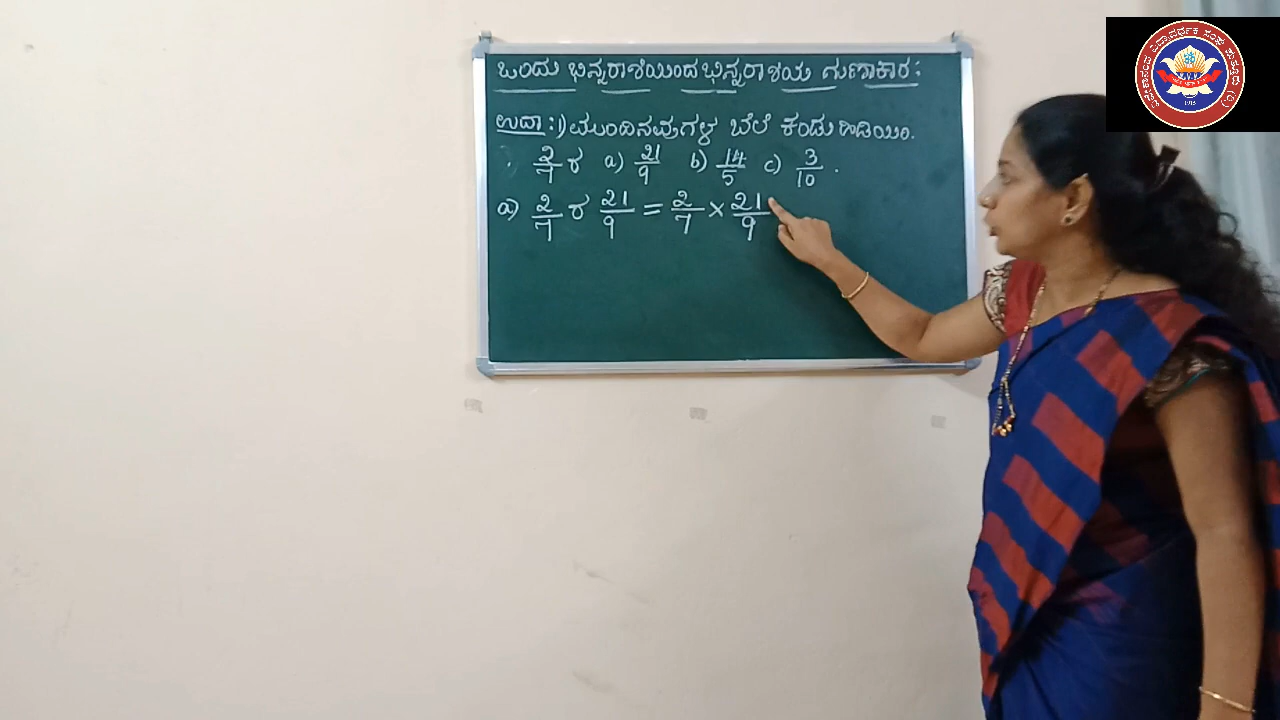 ಒಂದು ಭಿನ್ನರಾಶಿಯಿಂದ ಭಿನ್ನರಾಶಿಯ ಗುಣಾಕಾರ :
ಉದಾ : 1) ಮುಂದಿನವುಗಳ ಬೆಲೆ ಕಂಡು ಹಿಡಿಯಿರಿ.
2/7 ರ a) 21/9 b) 14/5 c) 3/10 .
a) 2/7 ರ 21/9 = 2/7 × 21/9
1915